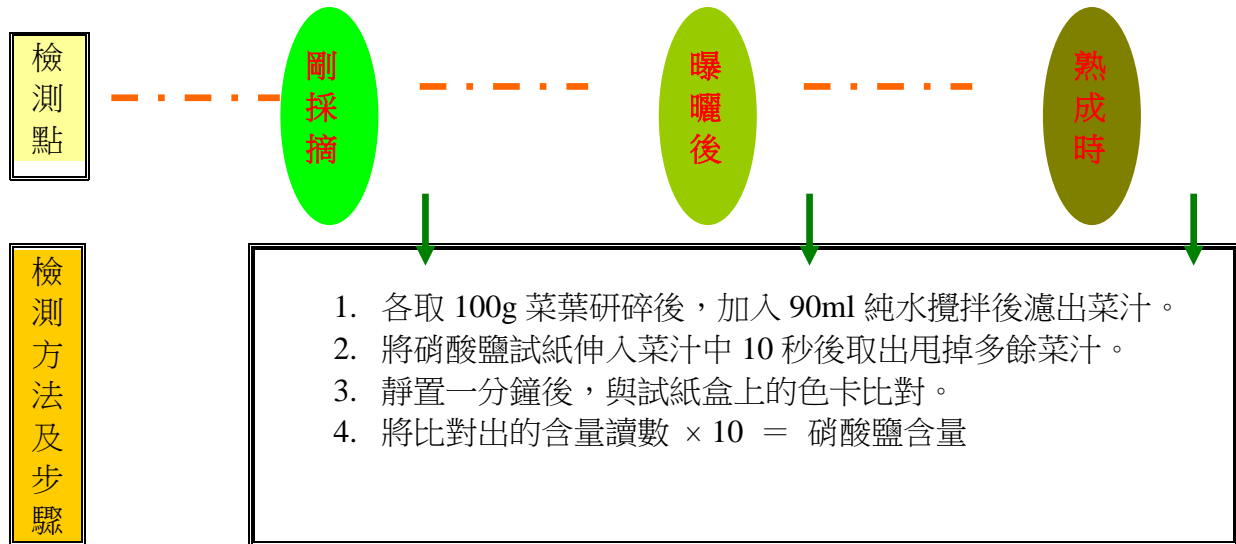 檢測點
剛採摘
曝曬後
熟成時
檢測方法及步驟
1. 各取 100g 菜葉研碎後，加入 90ml 純水攪拌後濾出菜汁。
2. 將硝酸鹽試紙伸入菜汁中 10 秒後取出甩掉多餘菜汁。
3. 靜置一分鐘後，與試紙盒上的色卡比對。
4. 將比對出的含量讀數 × 10 ＝ 硝酸鹽含量